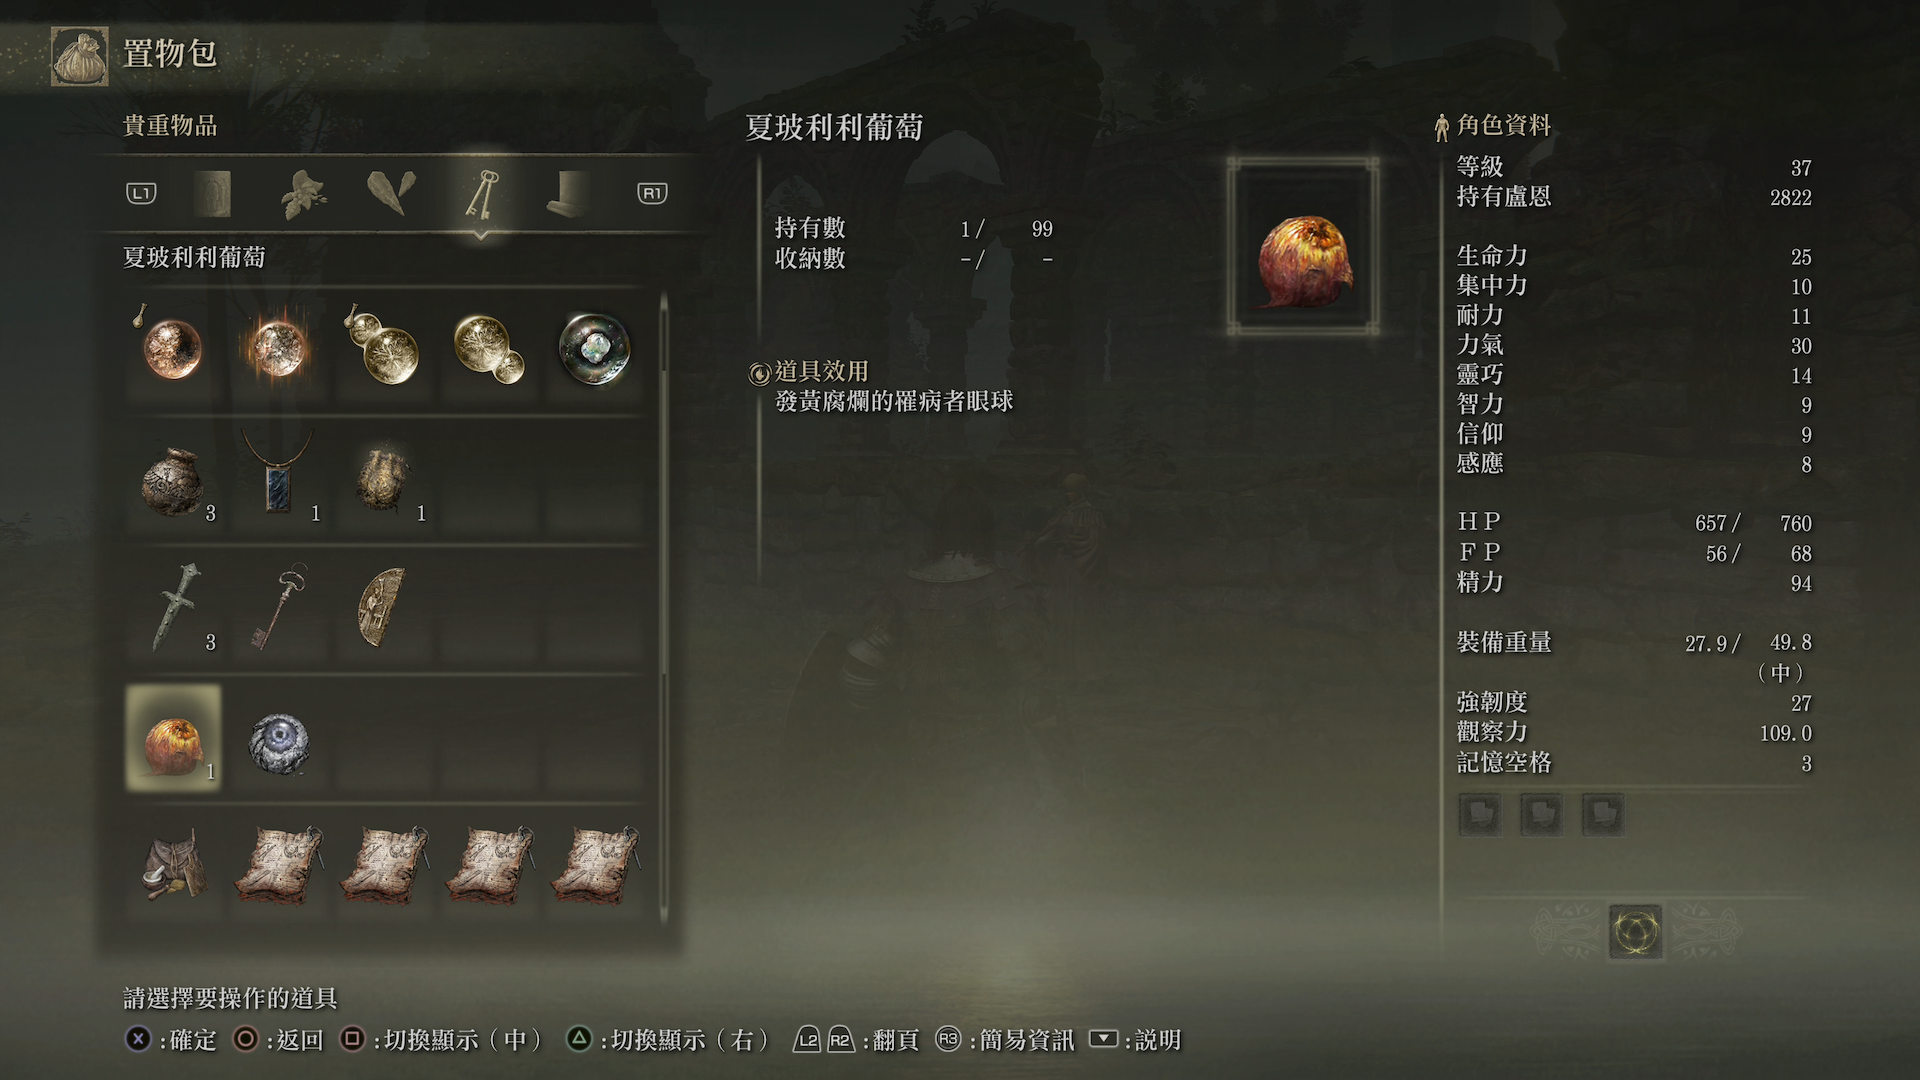 置物包
貴重物品
L1
R1
夏玻利利葡萄
3
1
1
3
1
夏玻利利葡萄
持有數 1/ 99
收納數 -/ -
道具效用
發黃腐爛的罹病者眼球
角色資料
等級 37
持有盧恩 2822
生命力 25
集中力 10
耐力 11
力氣 30
靈巧 14
智力 9
信仰 9
感應 8
HP 657/ 760
FP 56/ 68
精力 94
裝備重量 27.9/ 49.8
（中）
強韌度 27
觀察力 109.0
記憶空格 3
請選擇要操作的道具
X:確定 :返回 :切換顯示（中） :切換顯示（右） L2 R2:翻頁 R3:簡易資訊 :說明